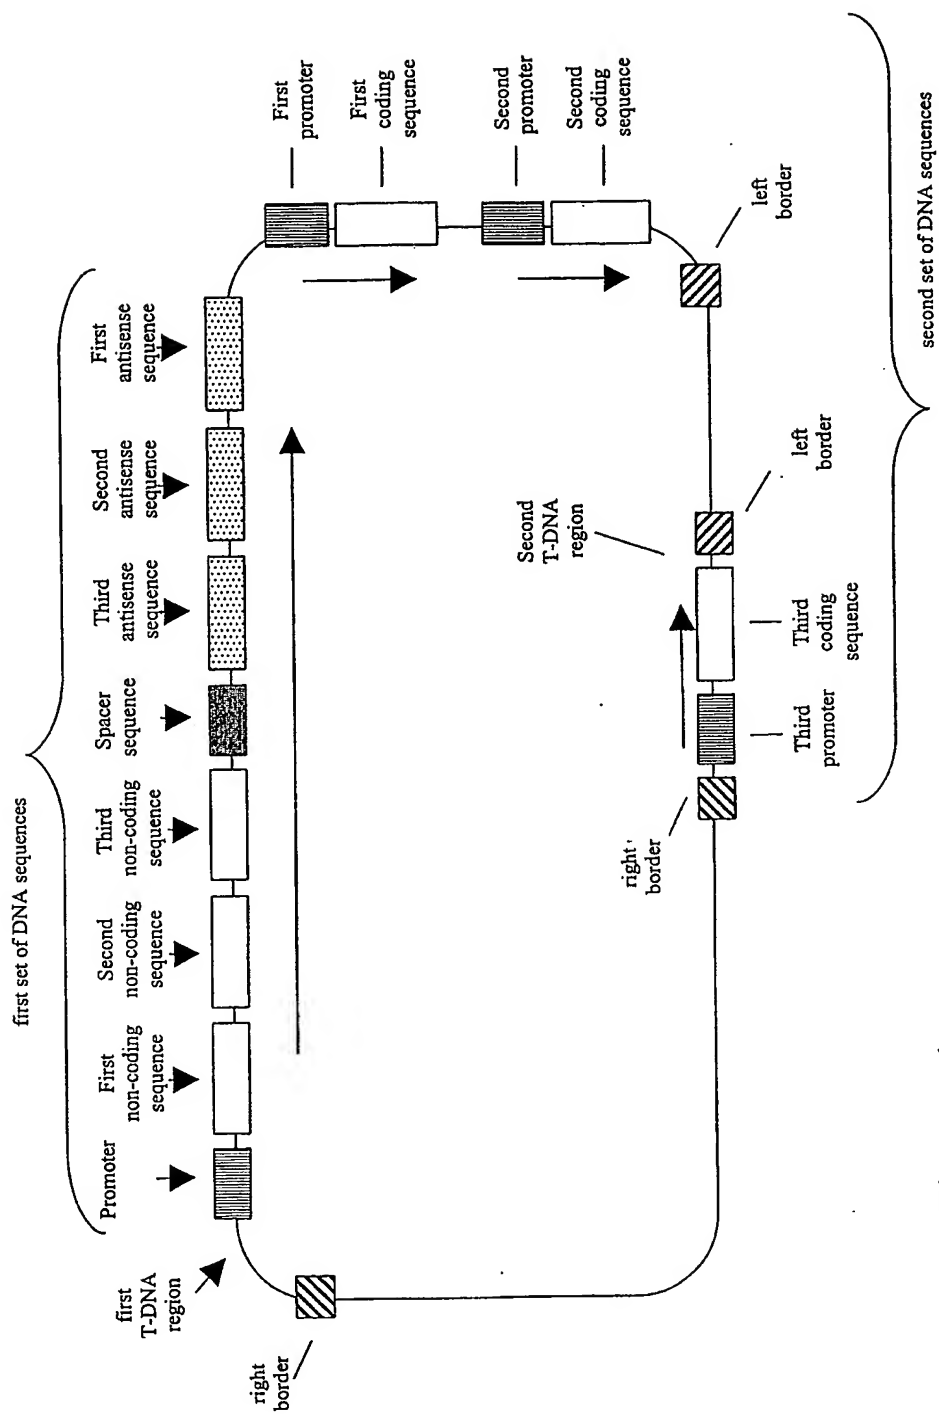 first set of DNA sequences
Promoter
First
non-coding
sequence
Second
non-coding
sequence
Third
non-coding
sequence
Spacer
sequence
Third
antisense
sequence
Second
antisense
sequence
First
antisense
sequence
first
T-DNA
region
right
border
First
promoter
First
coding
sequence
Second
promoter
Second
coding
sequence
left
border
Second
T-DNA
region
left
border
right
border
Third
promoter
Third
coding
sequence
second set of DNA sequences